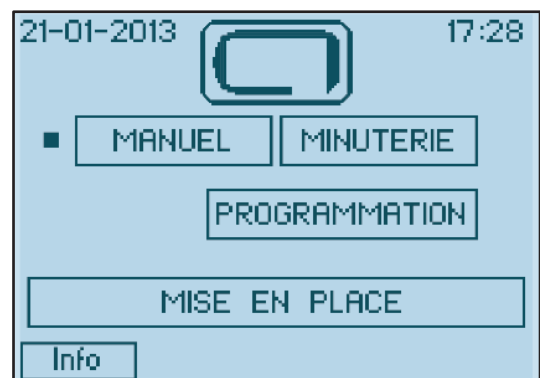 21-01-2013 17:28
MANUEL MINUTERIE
PROGRAMMATION
MISE EN PLACE
Info